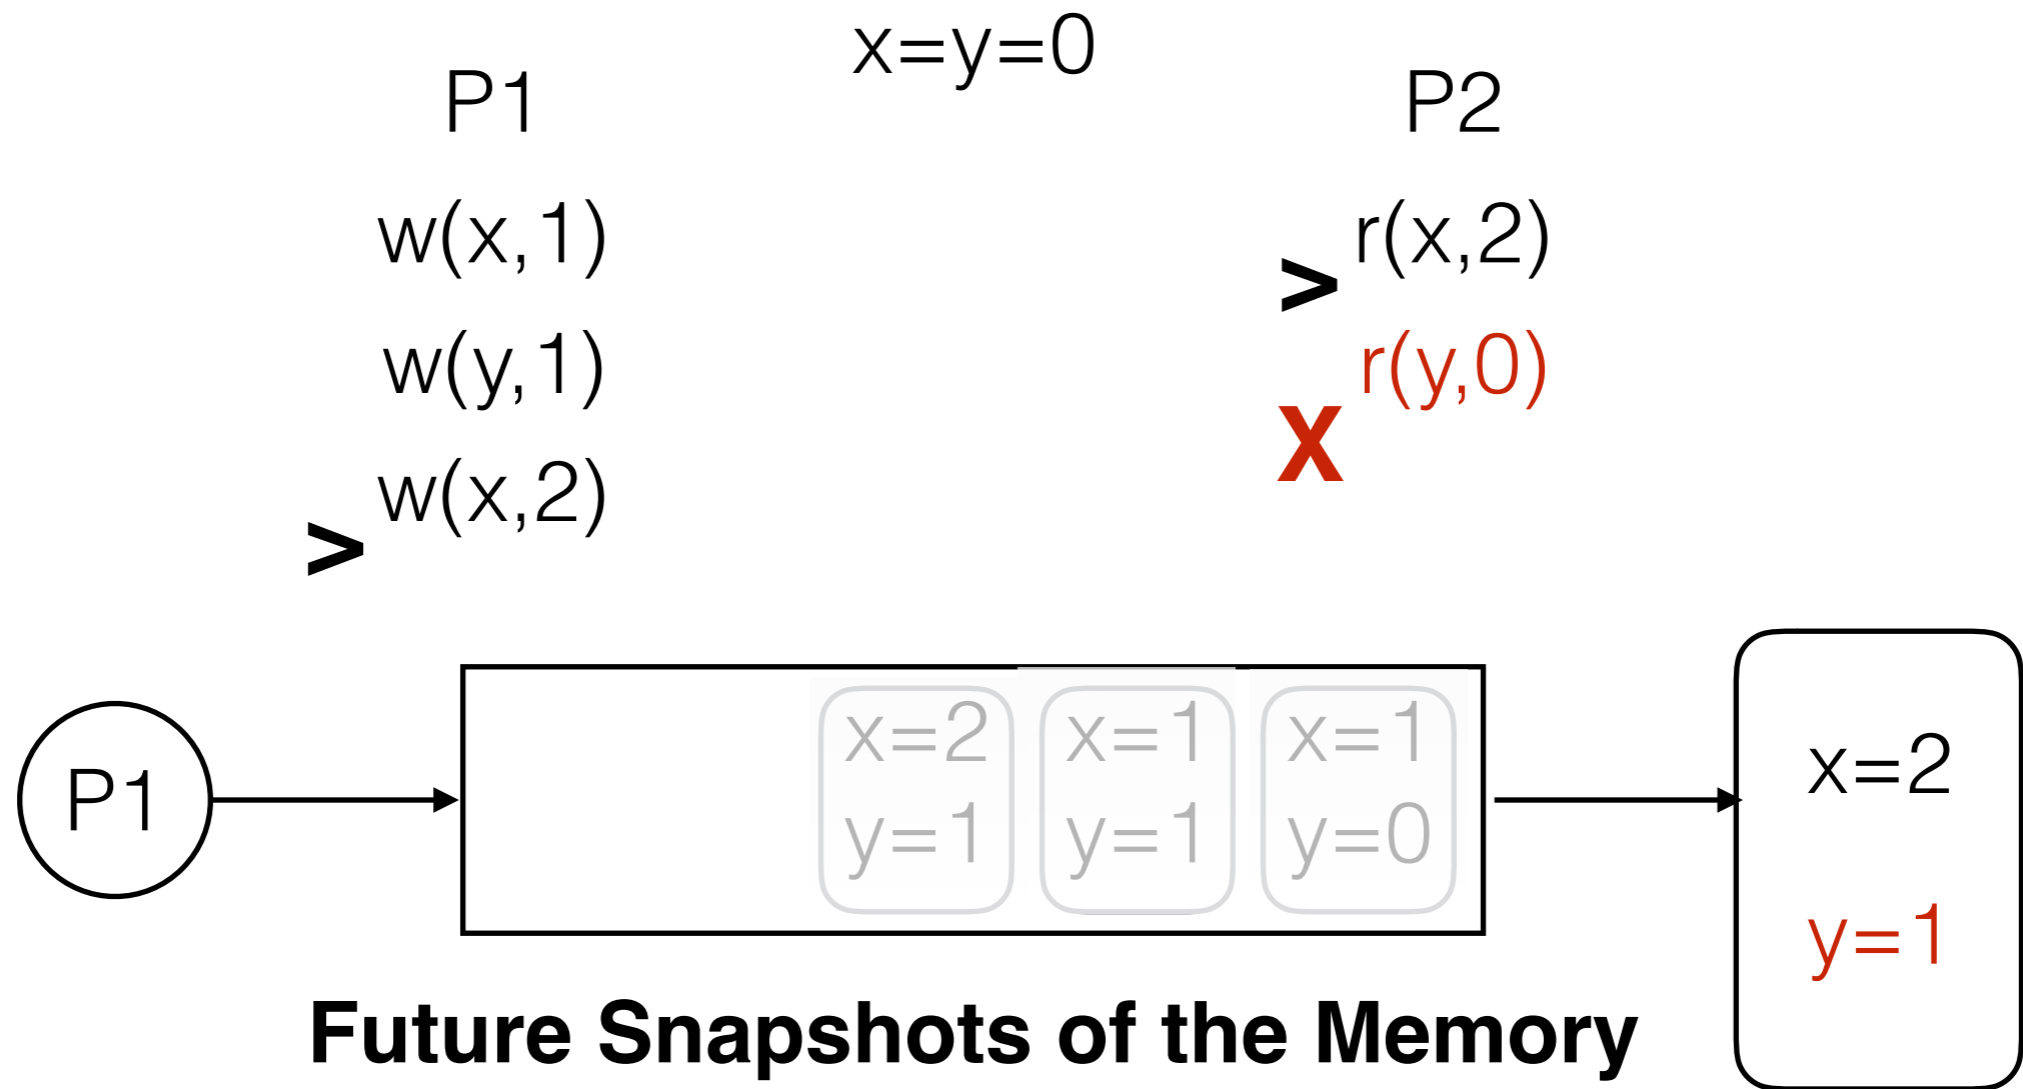 x=y=0
P1
P2
w(x,1)
r(x,2)
>
w(y,1)
r(y,0)
X
w(x,2)
>
P1
x=2
x=1
x=1
y=1
y=1
y=0
x=2
y=1
Future Snapshots of the Memory